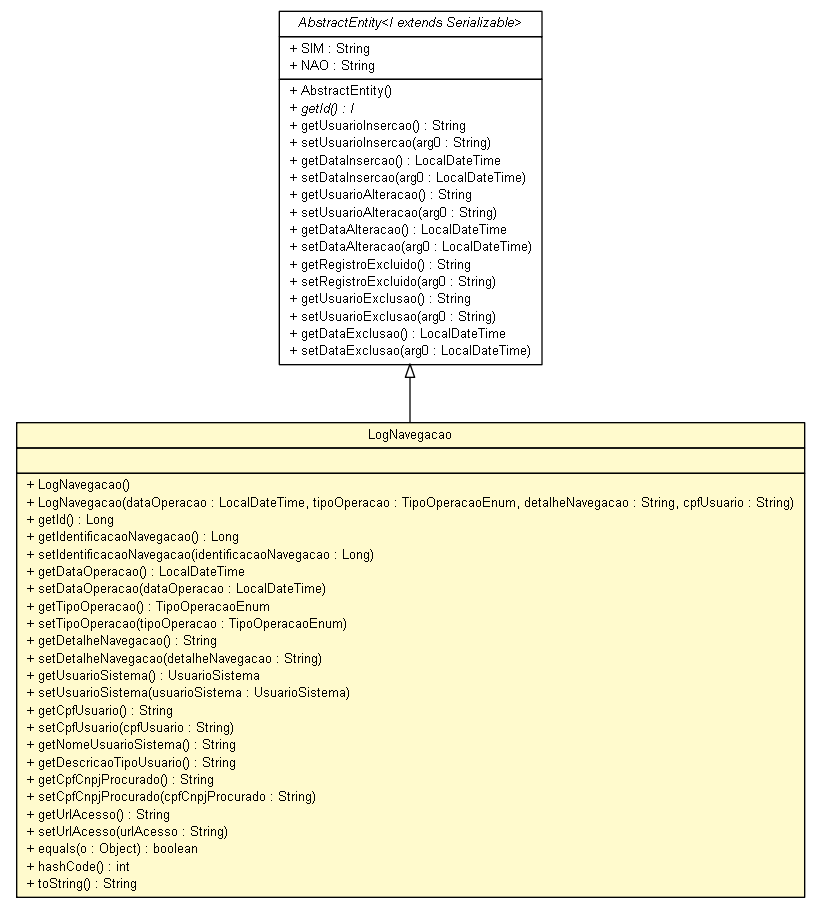 AbstractEntity<I extends Serializable>
+ SIM : String
+ NAO : String
+ AbstractEntity()
+ getId() : I
+ getUsuarioInsercao() : String
+ setUsuarioInsercao(arg0 : String)
+ getDataInsercao() : LocalDateTime
+ setDataInsercao(arg0 : LocalDateTime)
+ getUsuarioAlteracao() : String
+ setUsuarioAlteracao(arg0 : String)
+ getDataAlteracao() : LocalDateTime
+ setDataAlteracao(arg0 : LocalDateTime)
+ getRegistroExcluido() : String
+ setRegistroExcluido(arg0 : String)
+ getUsuarioExclusao() : String
+ setUsuarioExclusao(arg0 : String)
+ getDataExclusao() : LocalDateTime
+ setDataExclusao(arg0 : LocalDateTime)
LogNavegacao
+ LogNavegacao()
+ LogNavegacao(dataOperacao : LocalDateTime, tipoOperacao : TipoOperacaoEnum, detalheNavegacao : String, cpfUsuario : String)
+ getId() : Long
+ getIdentificacaoNavegacao() : Long
+ setIdentificacaoNavegacao(identificacaoNavegacao : Long)
+ getDataOperacao() : LocalDateTime
+ setDataOperacao(dataOperacao : LocalDateTime)
+ getTipoOperacao() : TipoOperacaoEnum
+ setTipoOperacao(tipoOperacao : TipoOperacaoEnum)
+ getDetalheNavegacao() : String
+ setDetalheNavegacao(detalheNavegacao : String)
+ getUsuarioSistema() : UsuarioSistema
+ setUsuarioSistema(usuarioSistema : UsuarioSistema)
+ getCpfUsuario() : String
+ setCpfUsuario(cpfUsuario : String)
+ getNomeUsuarioSistema() : String
+ getDescricaoTipoUsuario() : String
+ getCpfCnpjProcurado() : String
+ setCpfCnpjProcurado(cpfCnpjProcurado : String)
+ getUrlAcesso() : String
+ setUrlAcesso(urlAcesso : String)
+ equals(o : Object) : boolean
+ hashCode() : int
+ toString() : String